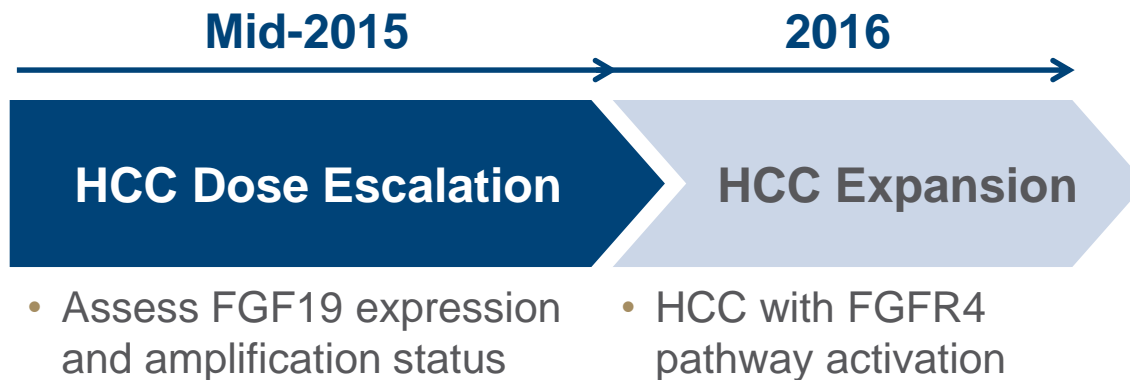 Mid-2015
2016
HCC Dose Escalation
HCC Expansion
• Assess FGF19 expression
and amplification status
• HCC with FGFR4
pathway activation